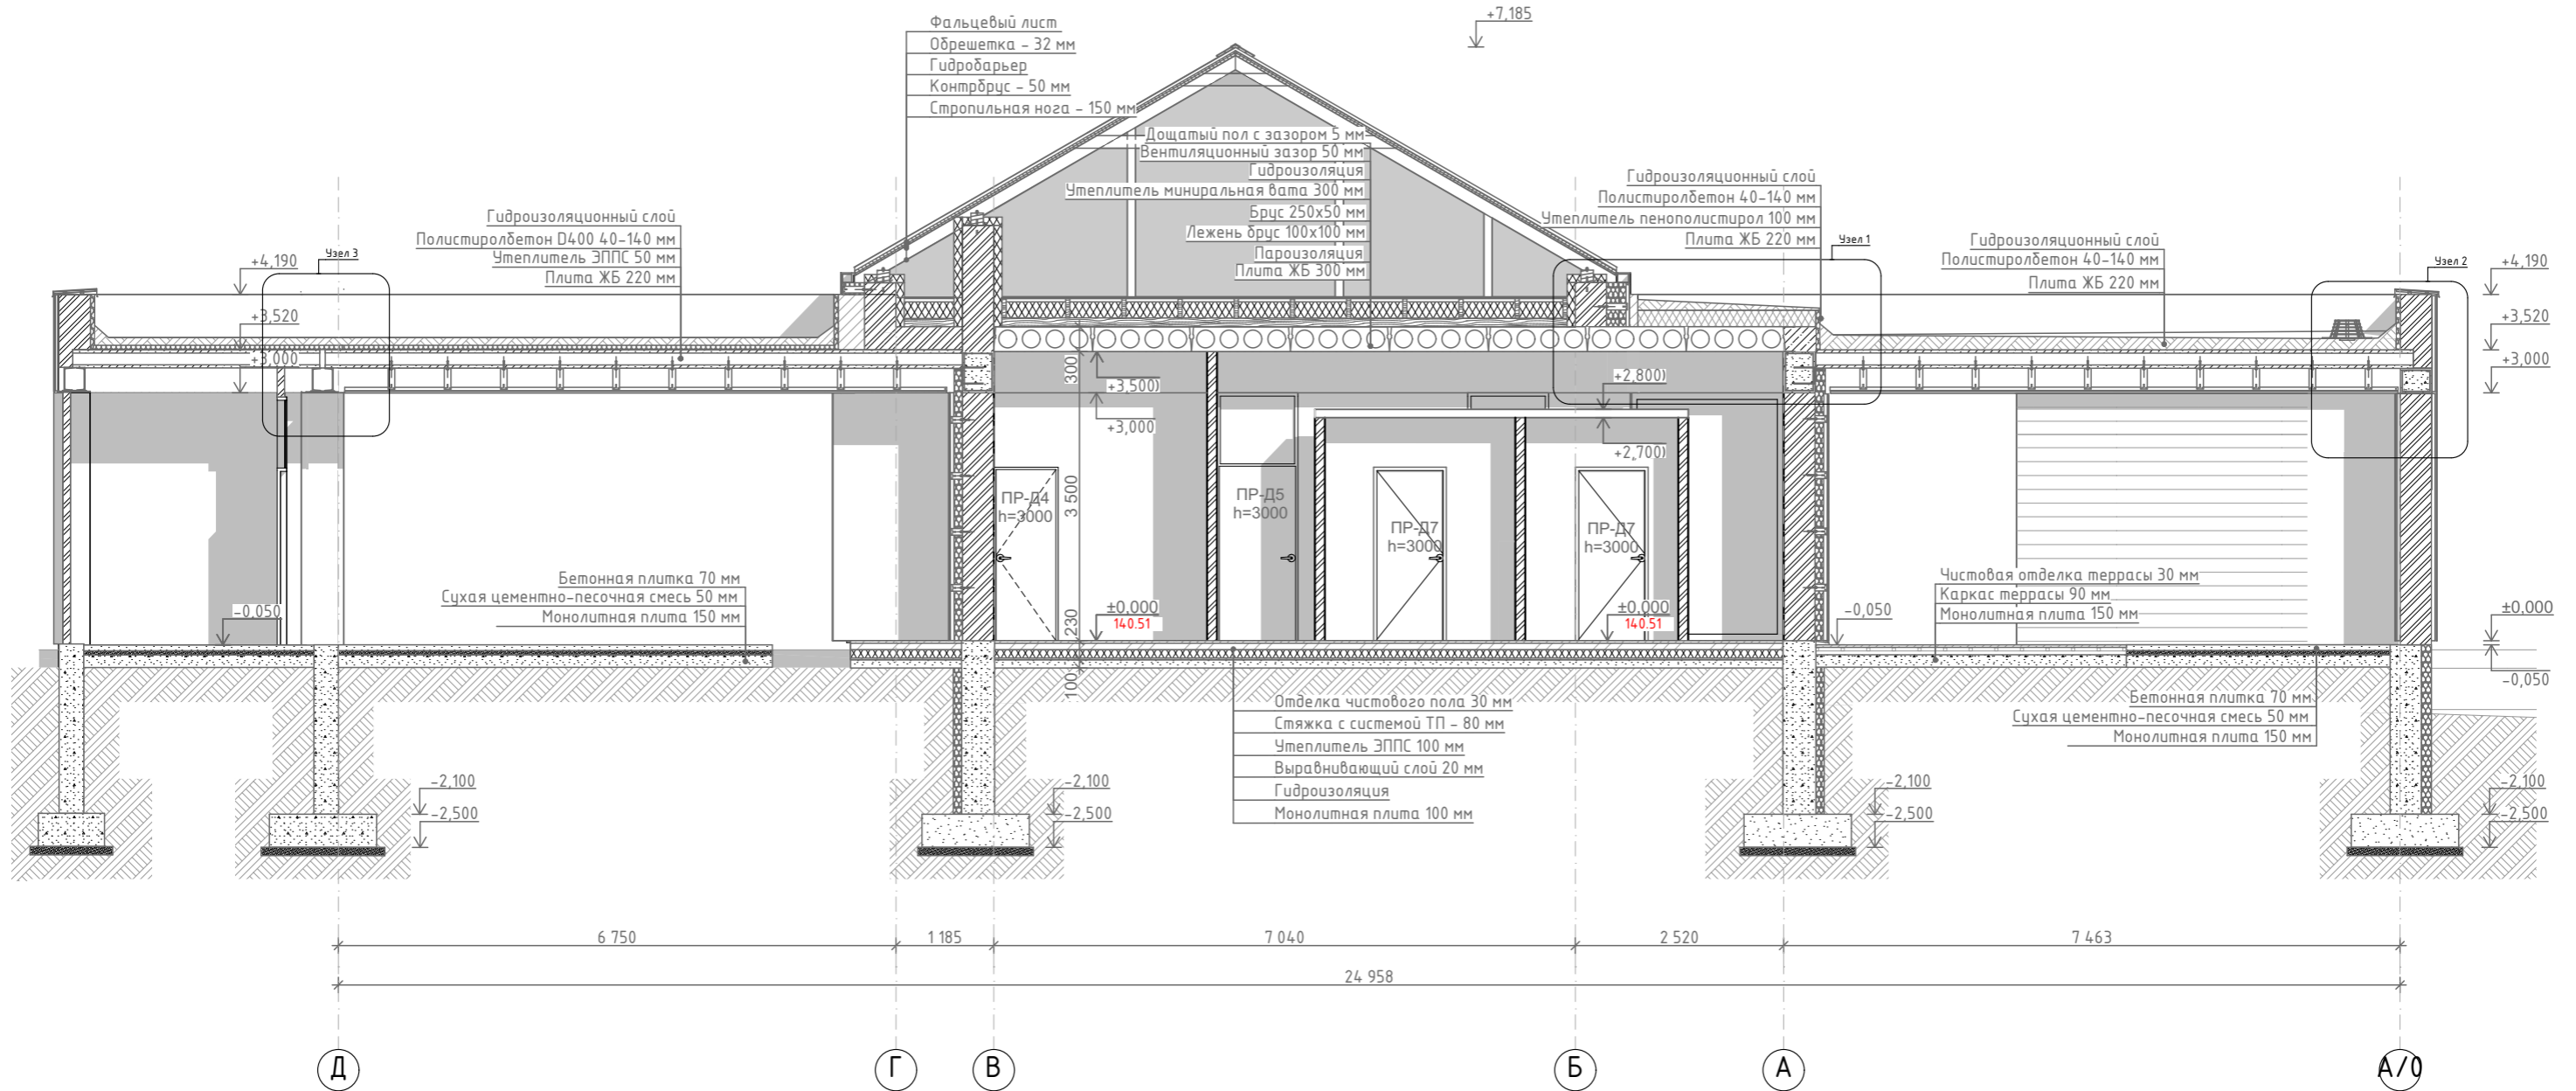 +7,185
Фальцевый лист
Обрешетка - 32 мм
Гидробарьер
Контрбрус - 50 мм
Стропильная нога - 150 мм
Дощатый пол с зазором 5 мм
Вентиляционный зазор 50 мм
Гидроизоляция
Утеплитель миниральная вата 300 мм
Брус 250х50 мм
Лежень брус 100х100 мм
Пароизоляция
Плита ЖБ 300 мм
Гидроизоляционный слой
Полистиролбетон D400 40-140 мм
Утеплитель ЭППС 50 мм
Плита ЖБ 220 мм
Гидроизоляционный слой
Полистиролбетон 40-140 мм
Утеплитель пенополистирол 100 мм
Плита ЖБ 220 мм
Гидроизоляционный слой
Полистиролбетон 40-140 мм
Плита ЖБ 220 мм
Узел 3
Узел 1
Узел 2
+4,190
+3,520
+3,000
+4,190
+3,520
+3,000
300
+3,500)
+3,000
+2,800)
+2,700)
3 500
ПР-Д4
h=3000
ПР-Д5
h=3000
ПР-Д7
h=3000
ПР-Д7
h=3000
Бетонная плитка 70 мм
Сухая цементно-песочная смесь 50 мм
Монолитная плита 150 мм
-0,050
±0,000
140.51
±0,000
140.51
230
100
-0,050
Чистовая отделка террасы 30 мм
Каркас террасы 90 мм
Монолитная плита 150 мм
±0,000
-0,050
Отделка чистового пола 30 мм
Стяжка с системой ТП - 80 мм
Утеплитель ЭППС 100 мм
Выравнивающий слой 20 мм
Гидроизоляция
Монолитная плита 100 мм
Бетонная плитка 70 мм
Сухая цементно-песочная смесь 50 мм
Монолитная плита 150 мм
-2,100
-2,500
-2,100
-2,500
-2,100
-2,500
-2,100
-2,500
6 750
1 185
7 040
2 520
7 463
24 958
Д
Г
В
Б
А
А/0